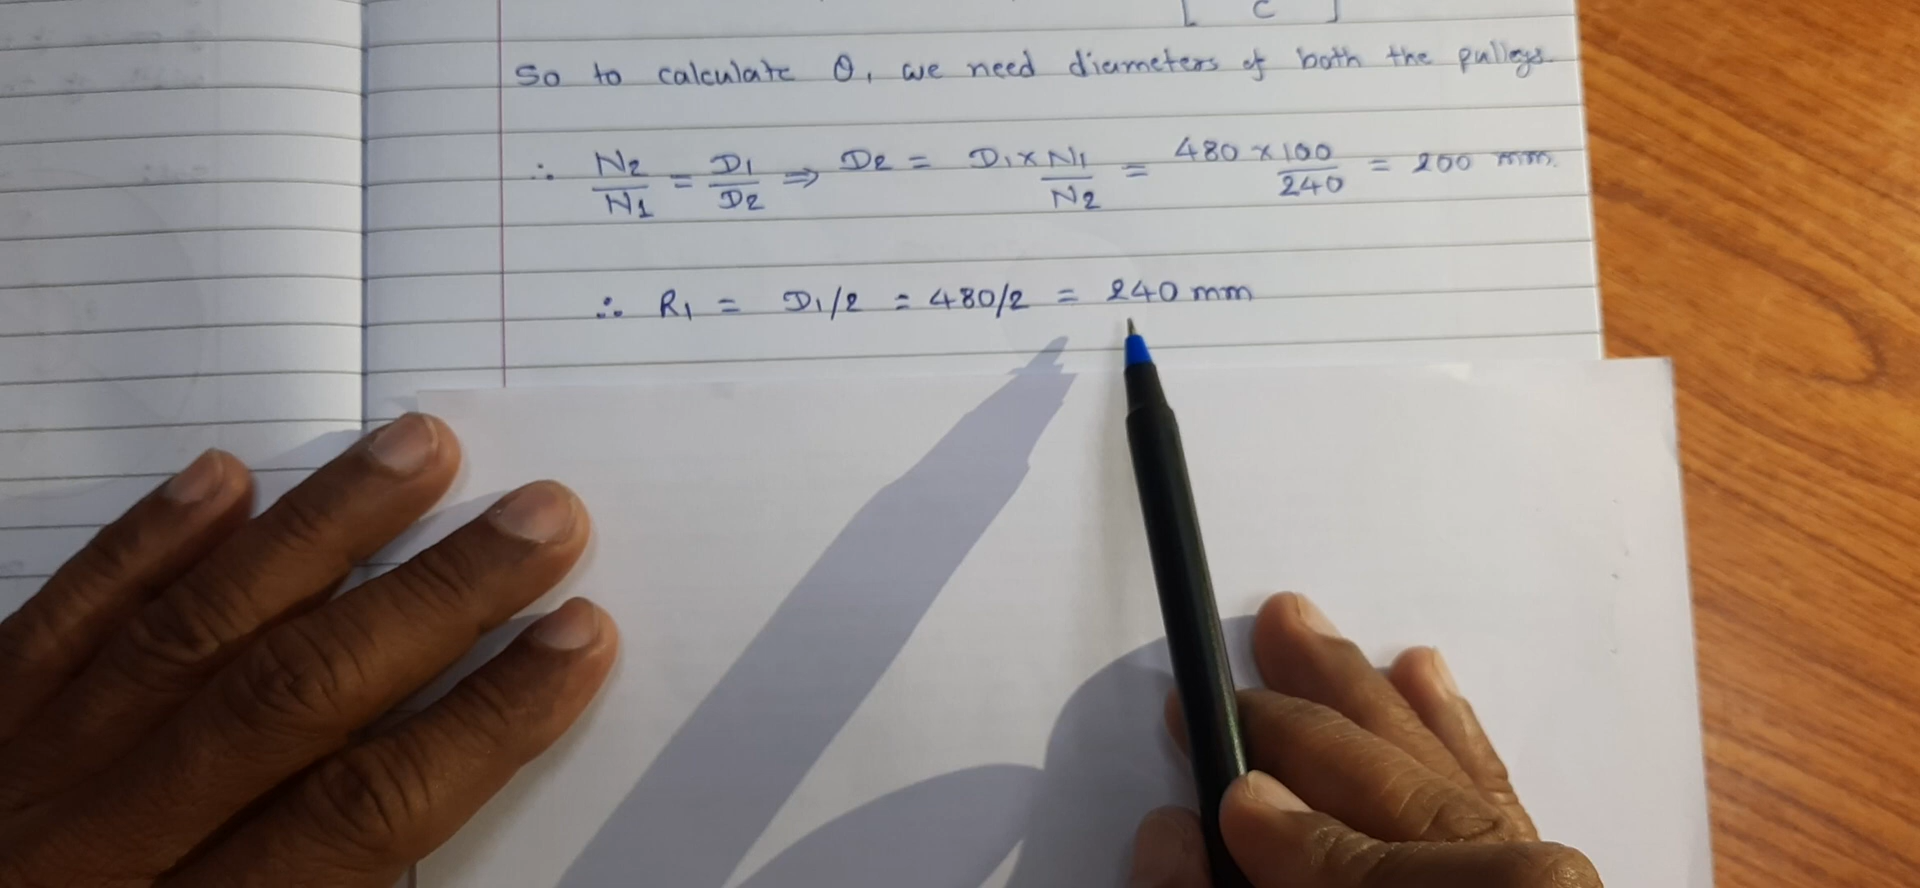 [ C ]
So to calculate θ, we need diameters of both the pulleys.
∴ N2/N1 = D1/D2 ⇒ D2 = D1 × N1/N2 = 480 × 100/240 = 200 mm.
∴ R1 = D1/2 = 480/2 = 240 mm